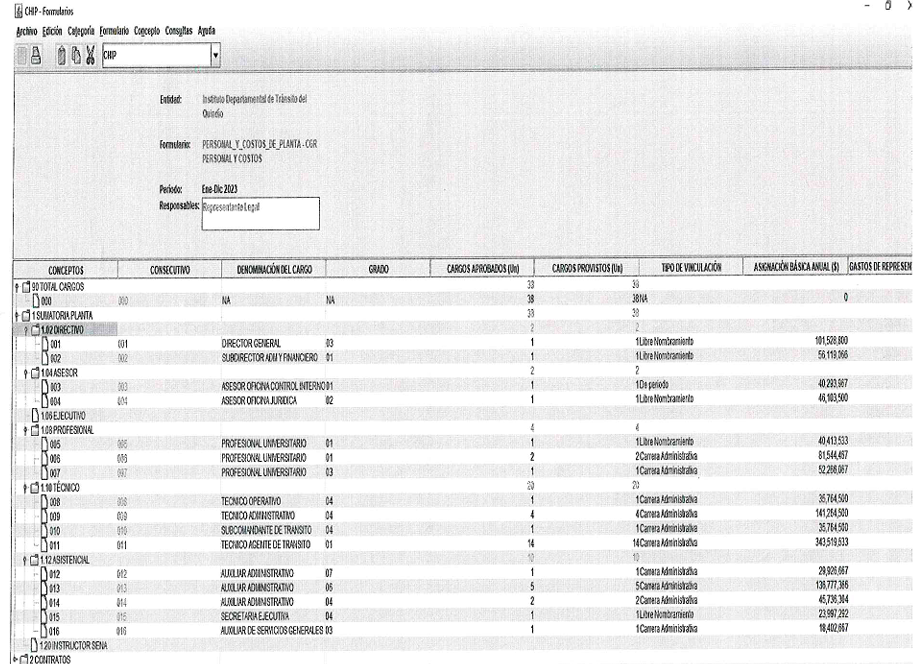 CHIP - Formularios
Archivo Edición Categoría Formulario Concepto Consultas Ayuda
CHIP
Entidad: Instituto Departamental de Tránsito del
Quindio
Formulario: PERSONAL_Y_COSTOS_DE_PLANTA - CGR
PERSONAL Y COSTOS
Periodo: Ene-Dic 2023
Responsables: Representante Legal
CONCEPTOS CONSECUTIVO DENOMINACIÓN DEL CARGO GRADO CARGOS APROBADOS (Un) CARGOS PROVISTOS (Un) TIPO DE VINCULACIÓN ASIGNACIÓN BÁSICA ANUAL ($) GASTOS DE REPRESEN
90 TOTAL CARGOS 38 38
000 000 NA NA 38 38 NA 0
1 SUMATORIA PLANTA 38 38
1.02 DIRECTIVO 2 2
001 001 DIRECTOR GENERAL 03 1 1 Libre Nombramiento 101,528,800
002 002 SUBDIRECTOR ADM Y FINANCIERO 01 1 1 Libre Nombramiento 56,119,066
1.04 ASESOR 2 2
003 003 ASESOR OFICINA CONTROL INTERNO 01 1 1 De periodo 40,293,967
004 004 ASESOR OFICINA JURIDICA 02 1 1 Libre Nombramiento 46,103,500
1.06 EJECUTIVO
1.08 PROFESIONAL 4 4
005 005 PROFESIONAL UNIVERSITARIO 01 1 1 Libre Nombramiento 40,413,533
006 006 PROFESIONAL UNIVERSITARIO 01 2 2 Carrera Administrativa 81,544,467
007 007 PROFESIONAL UNIVERSITARIO 03 1 1 Carrera Administrativa 52,266,067
1.10 TÉCNICO 20 20
008 008 TECNICO OPERATIVO 04 1 1 Carrera Administrativa 35,764,500
009 009 TECNICO ADMINISTRATIVO 04 4 4 Carrera Administrativa 141,264,500
010 010 SUBCOMANDANTE DE TRANSITO 04 1 1 Carrera Administrativa 35,764,500
011 011 TECNICO AGENTE DE TRANSITO 01 14 14 Carrera Administrativa 343,519,533
1.12 ASISTENCIAL 10 10
012 012 AUXILIAR ADMINISTRATIVO 07 1 1 Carrera Administrativa 29,926,667
013 013 AUXILIAR ADMINISTRATIVO 06 5 5 Carrera Administrativa 136,777,366
014 014 AUXILIAR ADMINISTRATIVO 04 2 2 Carrera Administrativa 45,736,364
015 015 SECRETARIA EJECUTIVA 04 1 1 Libre Nombramiento 23,997,292
016 016 AUXILIAR DE SERVICIOS GENERALES 03 1 1 Carrera Administrativa 18,402,667
1.20 INSTRUCTOR SENA
2 CONTRATOS